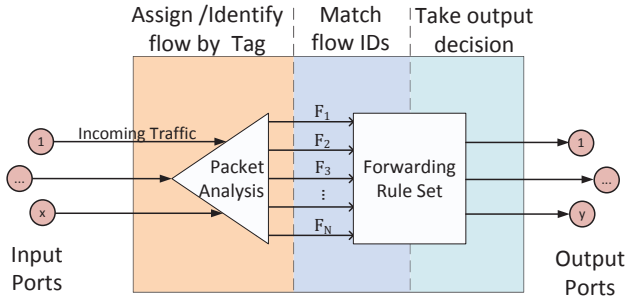 Assign /Identify
flow by Tag
Match
flow IDs
Take output
decision
1
Incoming Traffic
...
x
Input
Ports
Packet
Analysis
F1
F2
F3
⋮
FN
Forwarding
Rule Set
1
...
y
Output
Ports